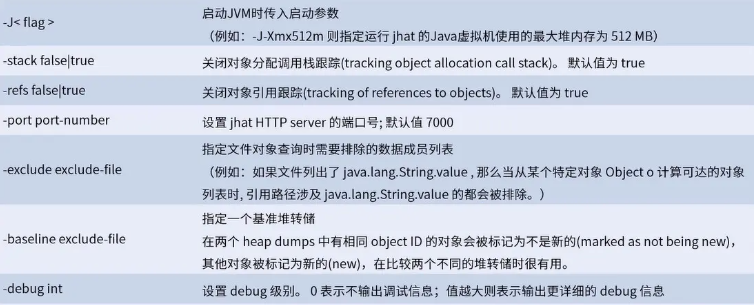 -J< flag >
启动JVM时传入启动参数
（例如：-J-Xmx512m 则指定运行 jhat 的Java虚拟机使用的最大堆内存为 512 MB）
-stack false|true
关闭对象分配调用栈跟踪(tracking object allocation call stack)。 默认值为 true
-refs false|true
关闭对象引用跟踪(tracking of references to objects)。 默认值为 true
-port port-number
设置 jhat HTTP server 的端口号; 默认值 7000
-exclude exclude-file
指定文件对象查询时需要排除的数据成员列表
（例如：如果文件列出了 java.lang.String.value , 那么当从某个特定对象 Object o 计算可达的对象
列表时, 引用路径涉及 java.lang.String.value 的都会被排除。）
-baseline exclude-file
指定一个基准堆转储
在两个 heap dumps 中有相同 object ID 的对象会被标记为不是新的(marked as not being new)，
其他对象被标记为新的(new)，在比较两个不同的堆转储时很有用。
-debug int
设置 debug 级别。 0 表示不输出调试信息；值越大则表示输出更详细的 debug 信息